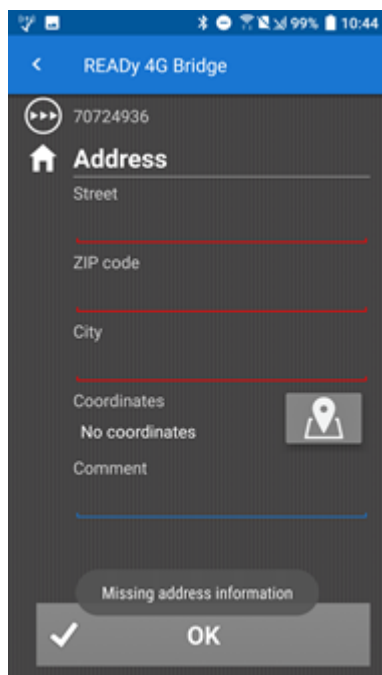 99% 10:44
READy 4G Bridge
70724936
Address
Street
ZIP code
City
Coordinates
No coordinates
Comment
Missing address information
OK